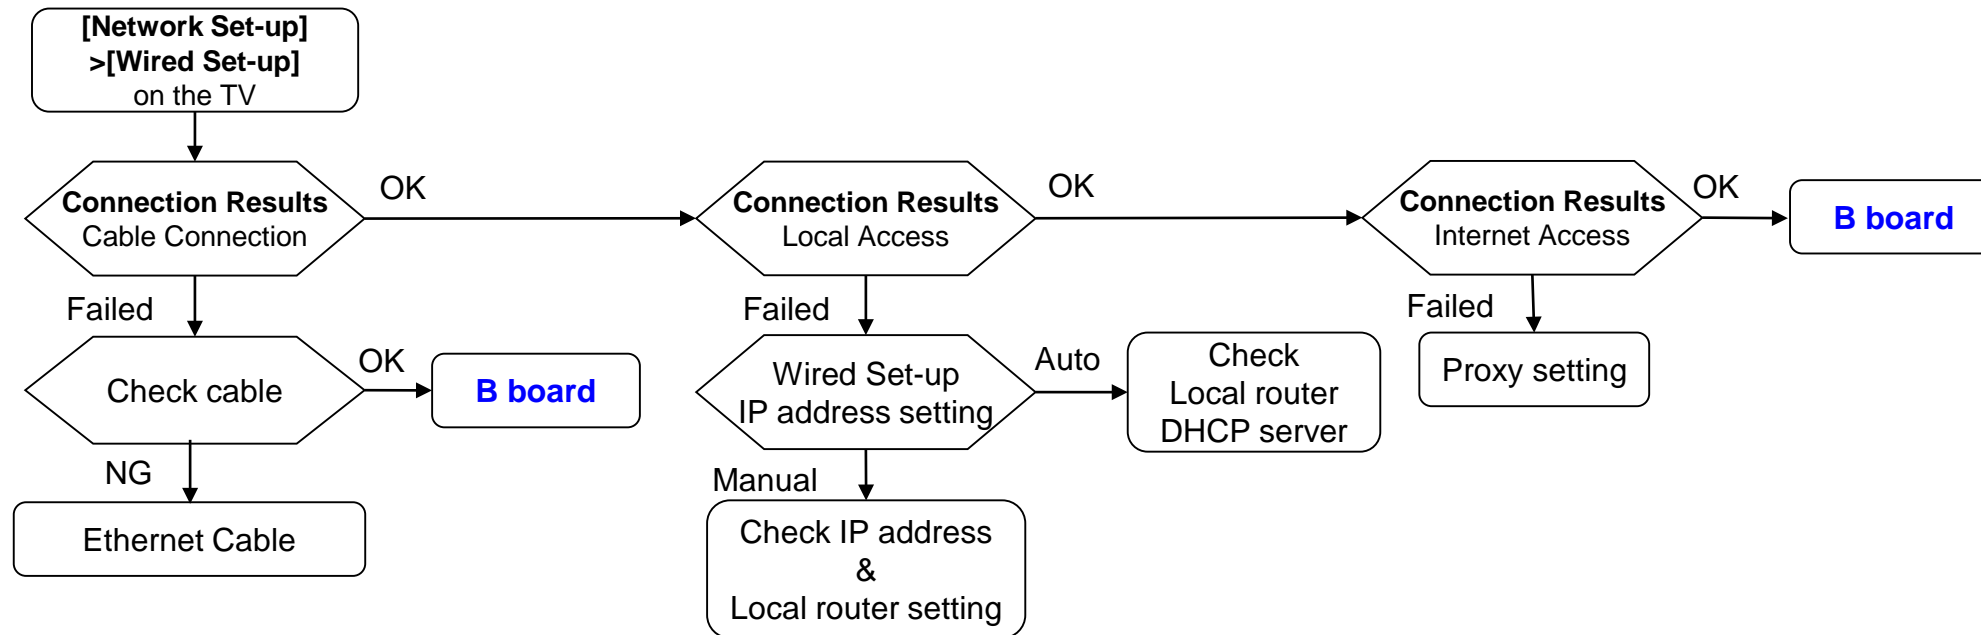 [Network Set-up]
>[Wired Set-up]
on the TV
Connection Results
Cable Connection
OK
Connection Results
Local Access
OK
Connection Results
Internet Access
OK
B board
Failed
Check cable
OK
B board
NG
Ethernet Cable
Failed
Wired Set-up
IP address setting
Auto
Check
Local router
DHCP server
Manual
Check IP address
&
Local router setting
Failed
Proxy setting